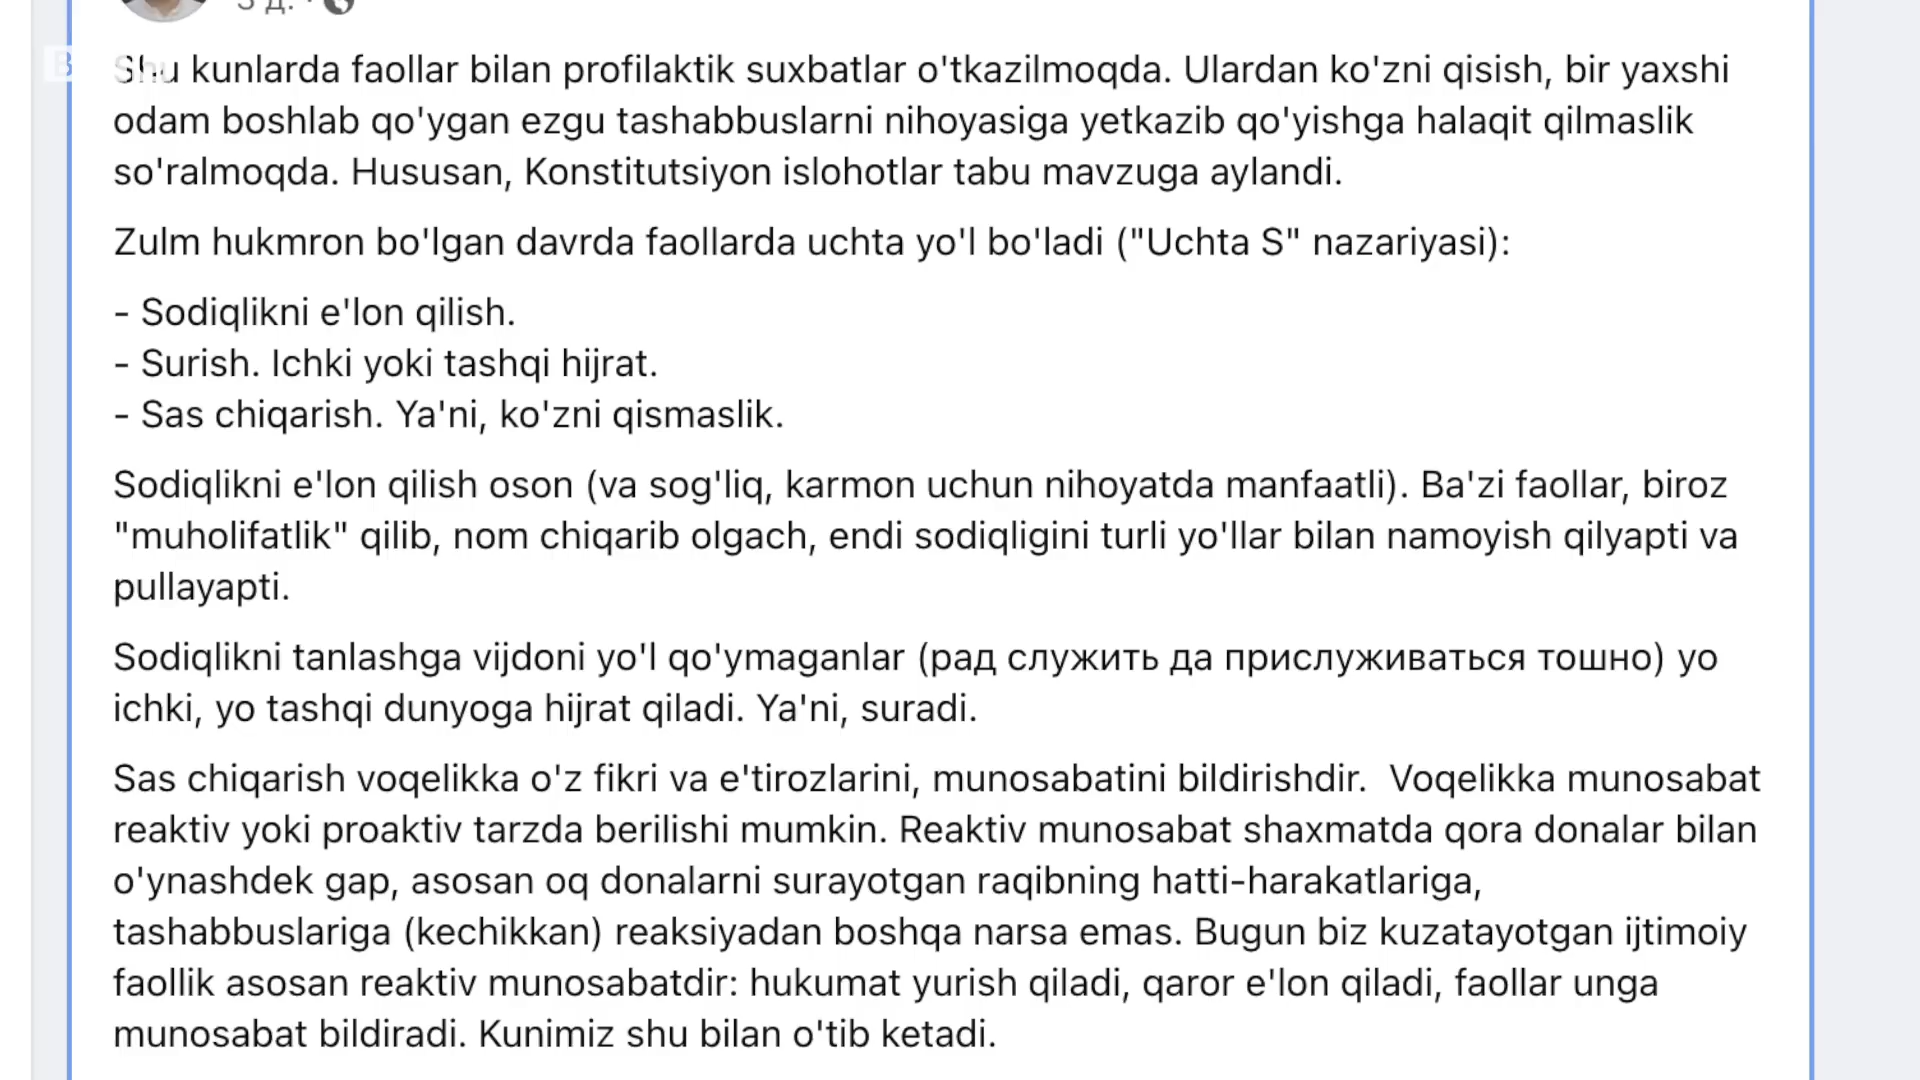 3 д. ·
Shu kunlarda faollar bilan profilaktik suxbatlar o'tkazilmoqda. Ulardan ko'zni qisish, bir yaxshi
odam boshlab qo'ygan ezgu tashabbuslarni nihoyasiga yetkazib qo'yishga halaqit qilmaslik
so'ralmoqda. Hususan, Konstitutsiyon islohotlar tabu mavzuga aylandi.
Zulm hukmron bo'lgan davrda faollarda uchta yo'l bo'ladi ("Uchta S" nazariyasi):
- Sodiqlikni e'lon qilish.
- Surish. Ichki yoki tashqi hijrat.
- Sas chiqarish. Ya'ni, ko'zni qismaslik.
Sodiqlikni e'lon qilish oson (va sog'liq, karmon uchun nihoyatda manfaatli). Ba'zi faollar, biroz
"muholifatlik" qilib, nom chiqarib olgach, endi sodiqligini turli yo'llar bilan namoyish qilyapti va
pullayapti.
Sodiqlikni tanlashga vijdoni yo'l qo'ymaganlar (рад служить да прислуживаться тошно) yo
ichki, yo tashqi dunyoga hijrat qiladi. Ya'ni, suradi.
Sas chiqarish voqelikka o'z fikri va e'tirozlarini, munosabatini bildirishdir.  Voqelikka munosabat
reaktiv yoki proaktiv tarzda berilishi mumkin. Reaktiv munosabat shaxmatda qora donalar bilan
o'ynashdek gap, asosan oq donalarni surayotgan raqibning hatti-harakatlariga,
tashabbuslariga (kechikkan) reaksiyadan boshqa narsa emas. Bugun biz kuzatayotgan ijtimoiy
faollik asosan reaktiv munosabatdir: hukumat yurish qiladi, qaror e'lon qiladi, faollar unga
munosabat bildiradi. Kunimiz shu bilan o'tib ketadi.